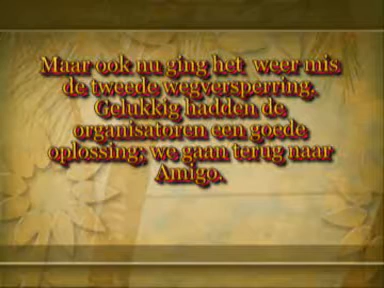 Maar ook nu ging het weer mis
de tweede wegversperring.
Gelukkig hadden de
organisatoren een goede
oplossing; we gaan terug naar
Amigo.